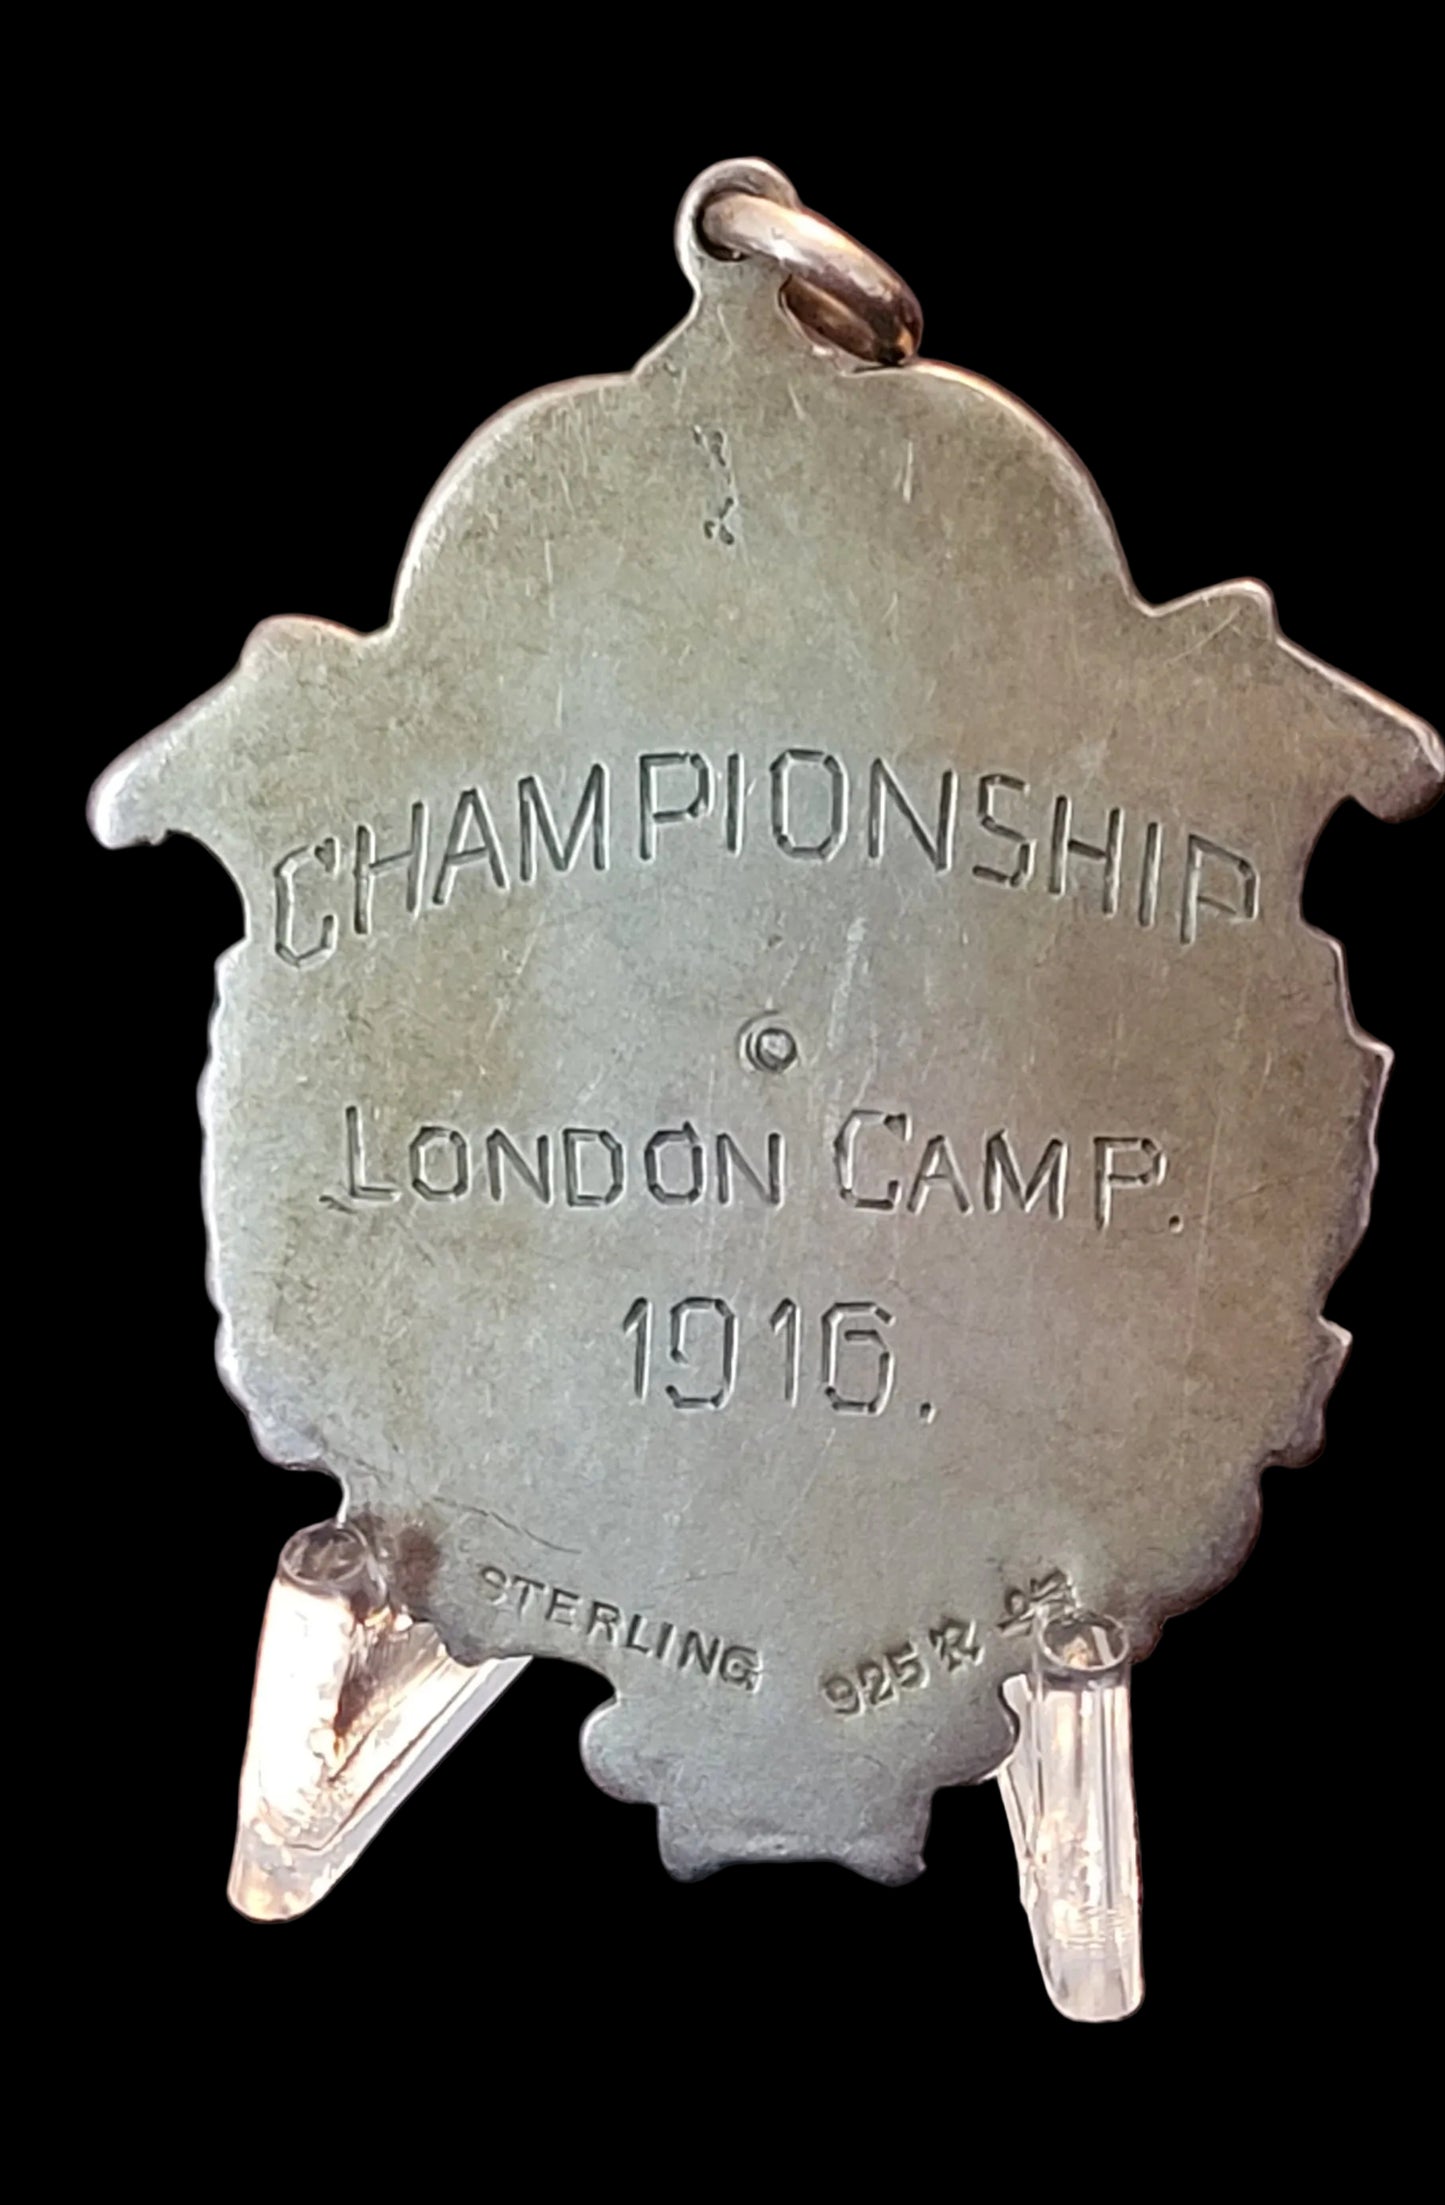 CHAMPIONSHIP
LONDON CAMP.
1916.
STERLING 925